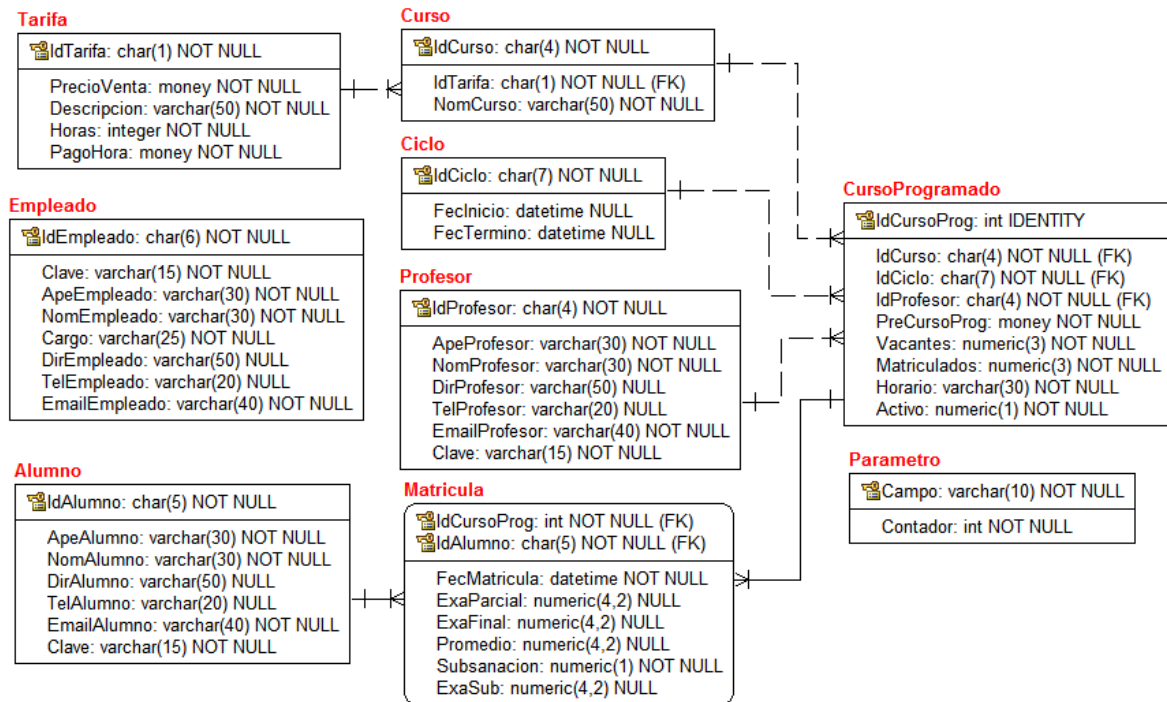 Tarifa
IdTarifa: char(1) NOT NULL
PrecioVenta: money NOT NULL
Descripcion: varchar(50) NOT NULL
Horas: integer NOT NULL
PagoHora: money NOT NULL
Curso
IdCurso: char(4) NOT NULL
IdTarifa: char(1) NOT NULL (FK)
NomCurso: varchar(50) NOT NULL
Ciclo
IdCiclo: char(7) NOT NULL
FecInicio: datetime NULL
FecTermino: datetime NULL
CursoProgramado
IdCursoProg: int IDENTITY
IdCurso: char(4) NOT NULL (FK)
IdCiclo: char(7) NOT NULL (FK)
IdProfesor: char(4) NOT NULL (FK)
PreCursoProg: money NOT NULL
Vacantes: numeric(3) NOT NULL
Matriculados: numeric(3) NOT NULL
Horario: varchar(30) NOT NULL
Activo: numeric(1) NOT NULL
Empleado
IdEmpleado: char(6) NOT NULL
Clave: varchar(15) NOT NULL
ApeEmpleado: varchar(30) NOT NULL
NomEmpleado: varchar(30) NOT NULL
Cargo: varchar(25) NOT NULL
DirEmpleado: varchar(50) NULL
TelEmpleado: varchar(20) NULL
EmailEmpleado: varchar(40) NOT NULL
Profesor
IdProfesor: char(4) NOT NULL
ApeProfesor: varchar(30) NOT NULL
NomProfesor: varchar(30) NOT NULL
DirProfesor: varchar(50) NULL
TelProfesor: varchar(20) NULL
EmailProfesor: varchar(40) NOT NULL
Clave: varchar(15) NOT NULL
Alumno
IdAlumno: char(5) NOT NULL
ApeAlumno: varchar(30) NOT NULL
NomAlumno: varchar(30) NOT NULL
DirAlumno: varchar(50) NULL
TelAlumno: varchar(20) NULL
EmailAlumno: varchar(40) NOT NULL
Clave: varchar(15) NOT NULL
Matricula
IdCursoProg: int NOT NULL (FK)
IdAlumno: char(5) NOT NULL (FK)
FecMatricula: datetime NOT NULL
ExaParcial: numeric(4,2) NULL
ExaFinal: numeric(4,2) NULL
Promedio: numeric(4,2) NULL
Subsanacion: numeric(1) NOT NULL
ExaSub: numeric(4,2) NULL
Parametro
Campo: varchar(10) NOT NULL
Contador: int NOT NULL